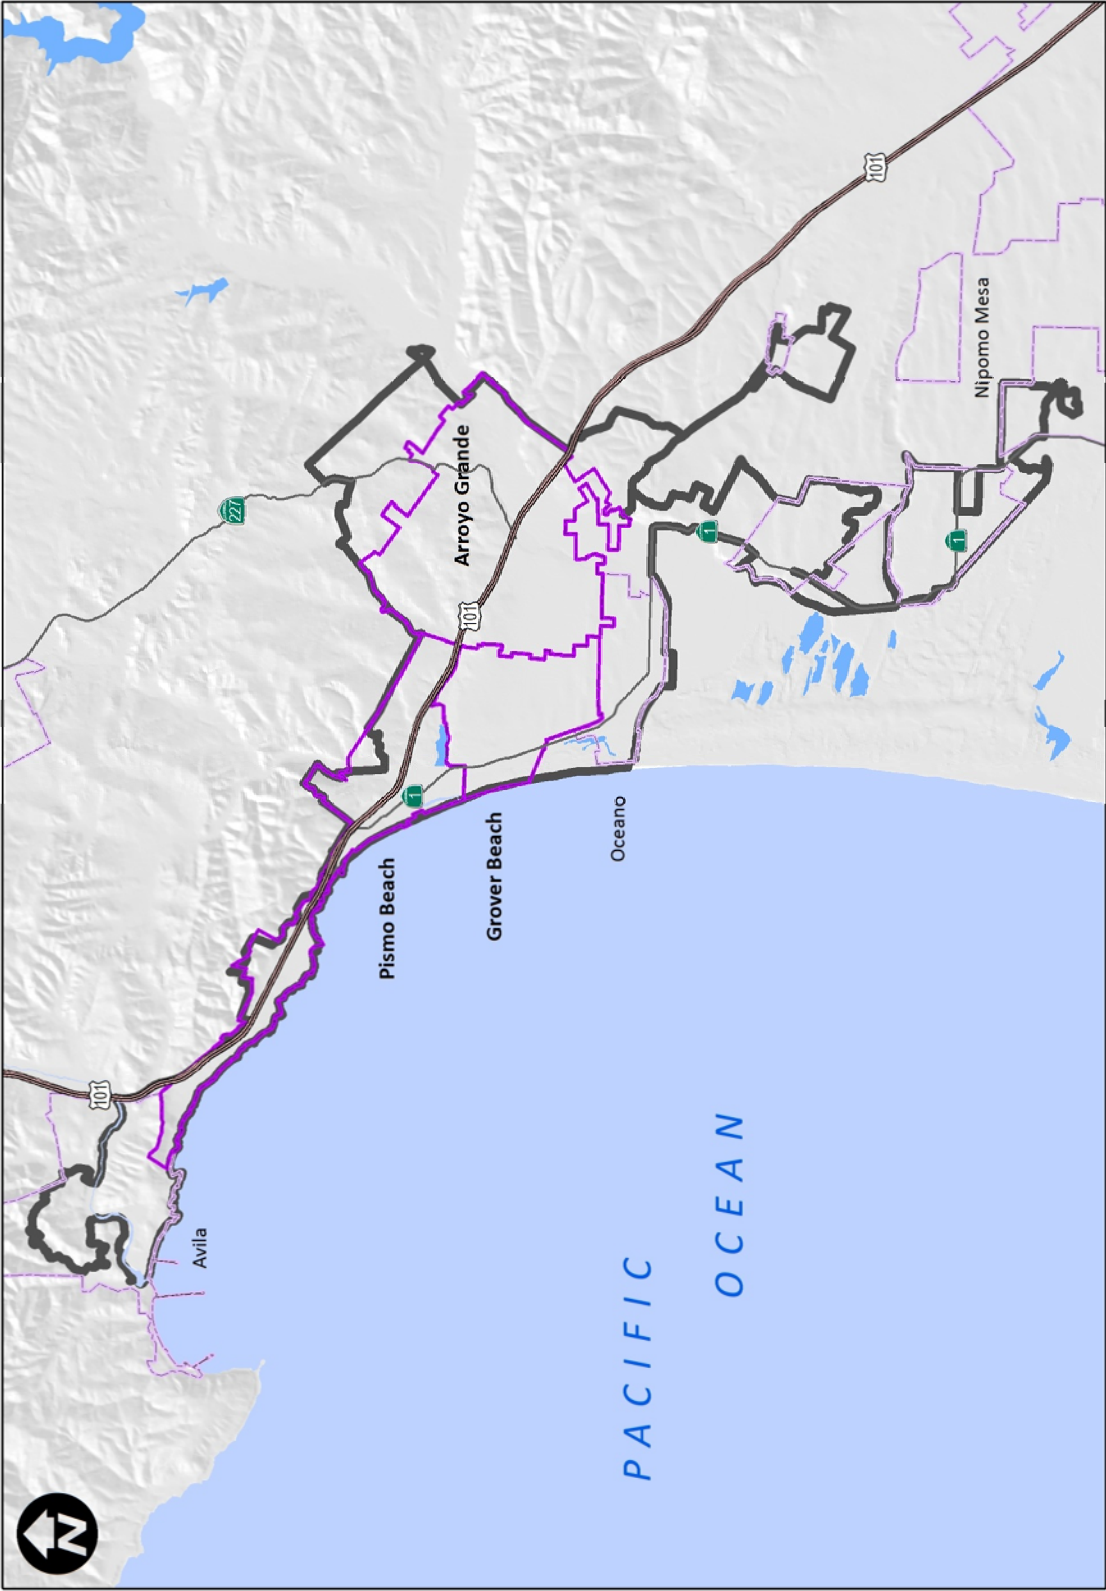 N
101
Avila
227
Pismo Beach
1
Arroyo Grande
101
Grover Beach
Oceano
PACIFIC
1
OCEAN
101
1
Nipomo Mesa